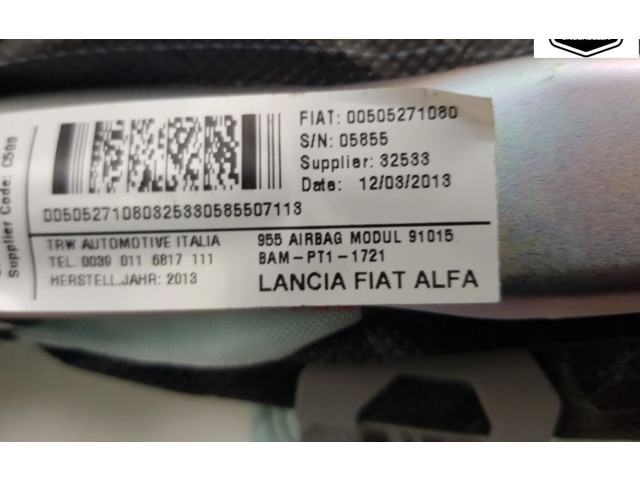 Supplier Code: C500
FIAT: 00505271080
S/N: 05855
Supplier: 32533
Date: 12/03/2013
00505271080325330585507113
TRW AUTOMOTIVE ITALIA
TEL. 0039 011 6817 111
HERSTELL.JAHR: 2013
955 AIRBAG MODUL 91015
BAM-PT1-1721
LANCIA FIAT ALFA